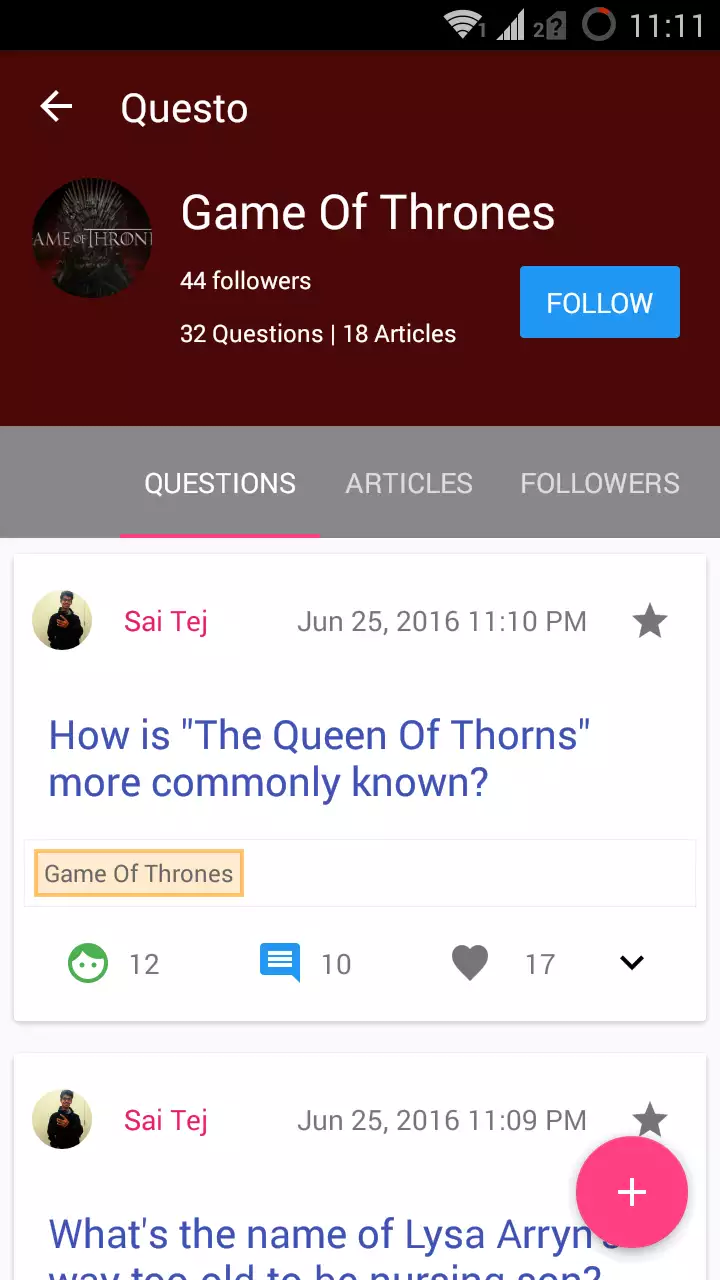 1 2 ? 11:11
Questo
AME OF THRON
Game Of Thrones
44 followers
32 Questions | 18 Articles
FOLLOW
QUESTIONS ARTICLES FOLLOWERS
Sai Tej Jun 25, 2016 11:10 PM
How is "The Queen Of Thorns"
more commonly known?
Game Of Thrones
12 10 17
Sai Tej Jun 25, 2016 11:09 PM
What's the name of Lysa Arryn's
way too old to be nursing son?